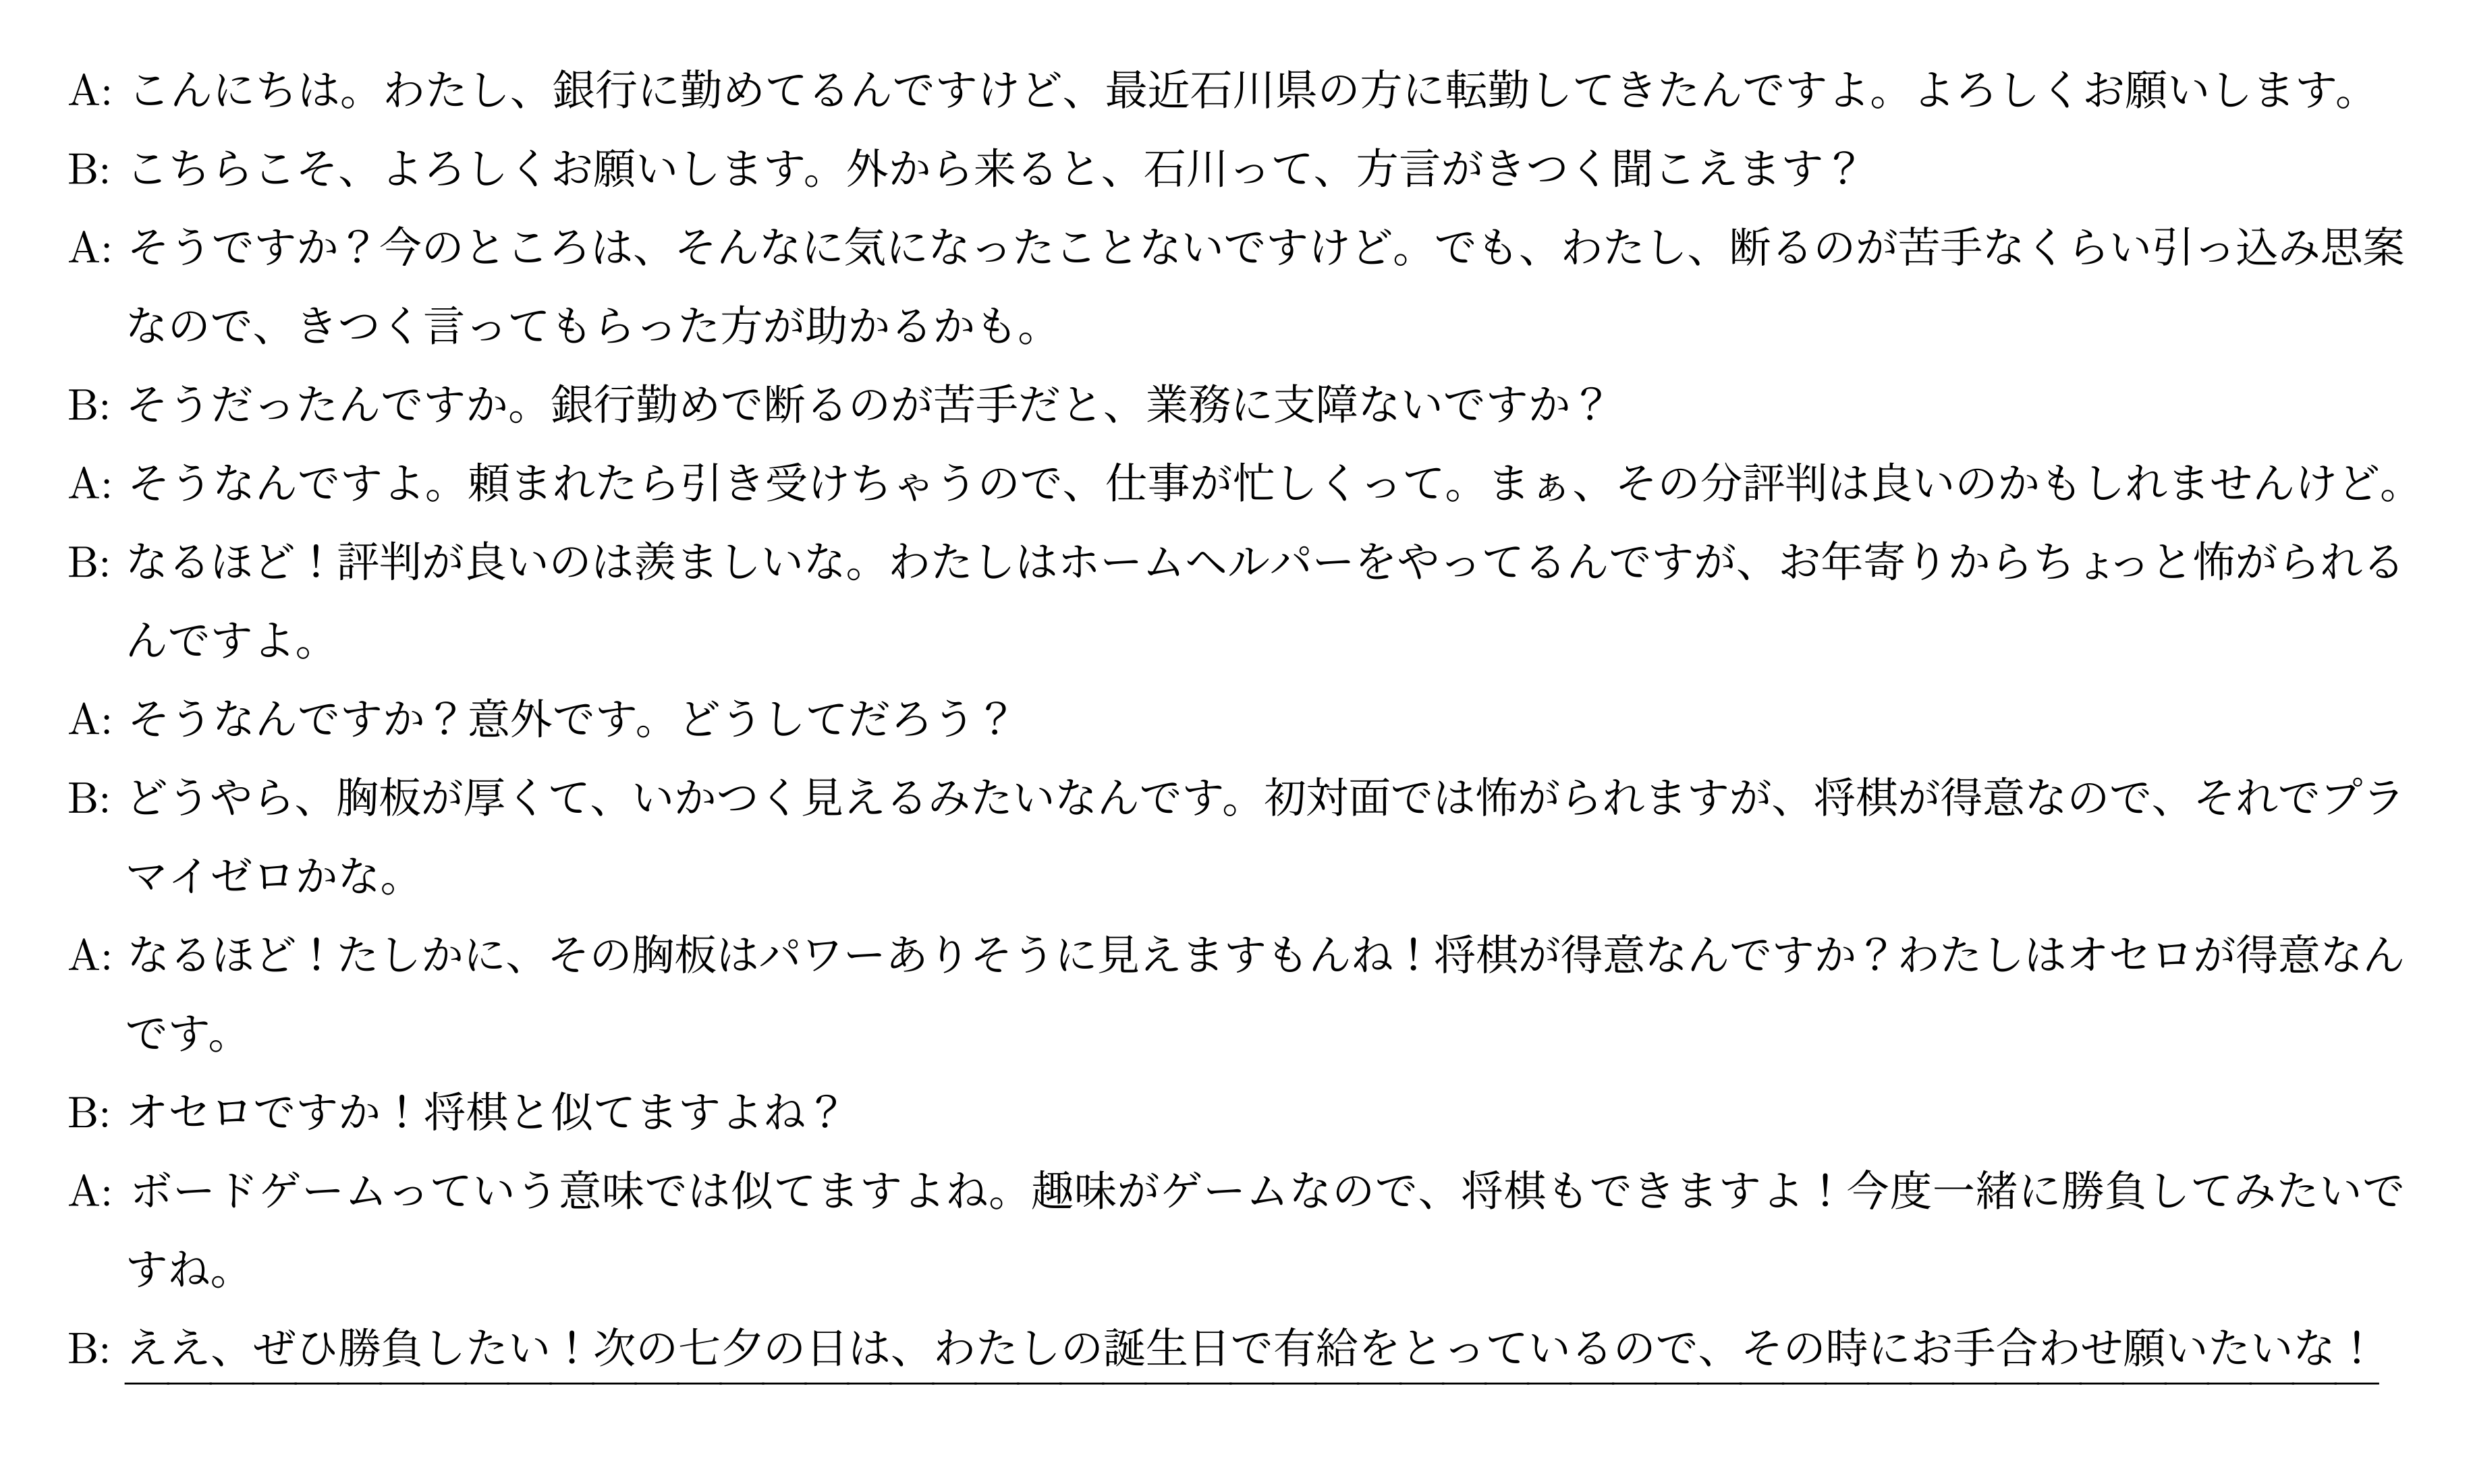 A: こんにちは。わたし、銀行に勤めてるんですけど、最近石川県の方に転勤してきたんですよ。よろしくお願いします。
B: こちらこそ、よろしくお願いします。外から来ると、石川って、方言がきつく聞こえます？
A: そうですか？今のところは、そんなに気になったことないですけど。でも、わたし、断るのが苦手なくらい引っ込み思案
なので、きつく言ってもらった方が助かるかも。
B: そうだったんですか。銀行勤めで断るのが苦手だと、業務に支障ないですか？
A: そうなんですよ。頼まれたら引き受けちゃうので、仕事が忙しくって。まぁ、その分評判は良いのかもしれませんけど。
B: なるほど！評判が良いのは羨ましいな。わたしはホームヘルパーをやってるんですが、お年寄りからちょっと怖がられる
んですよ。
A: そうなんですか？意外です。どうしてだろう？
B: どうやら、胸板が厚くて、いかつく見えるみたいなんです。初対面では怖がられますが、将棋が得意なので、それでプラ
マイゼロかな。
A: なるほど！たしかに、その胸板はパワーありそうに見えますもんね！将棋が得意なんですか？わたしはオセロが得意なん
です。
B: オセロですか！将棋と似てますよね？
A: ボードゲームっていう意味では似てますよね。趣味がゲームなので、将棋もできますよ！今度一緒に勝負してみたいで
すね。
B: ええ、ぜひ勝負したい！次の七夕の日は、わたしの誕生日で有給をとっているので、その時にお手合わせ願いたいな！